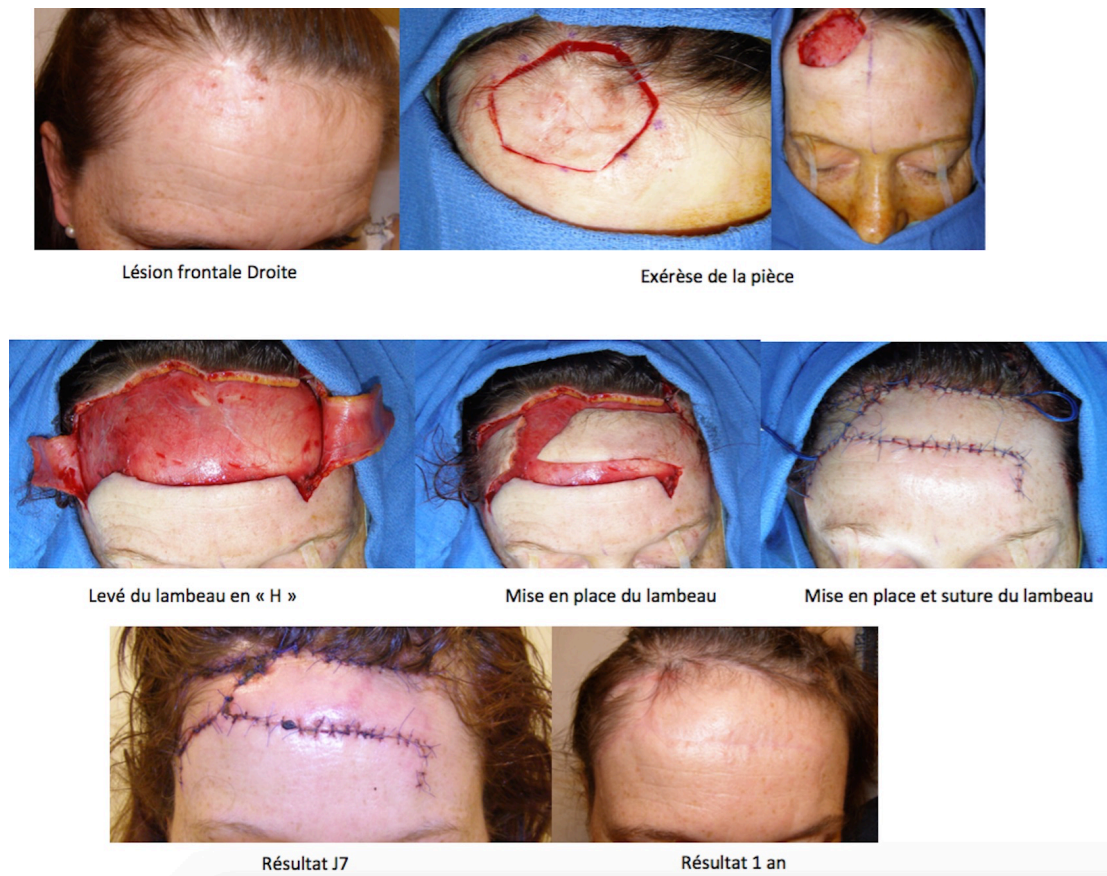 Lésion frontale Droite
Exérèse de la pièce
Levé du lambeau en « H »
Mise en place du lambeau
Mise en place et suture du lambeau
Résultat J7
Résultat 1 an